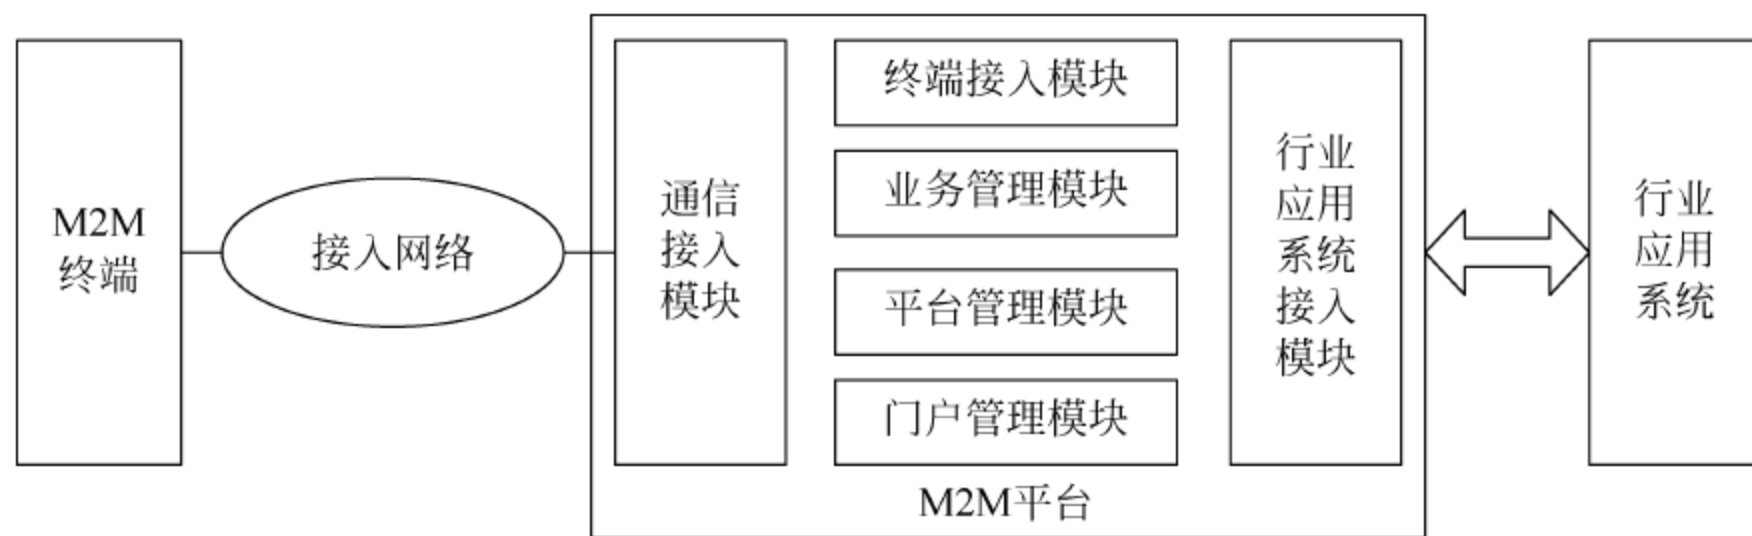 M2M
终端
接入网络
通信
接入
模块
终端接入模块
业务管理模块
平台管理模块
门户管理模块
行业
应用
系统
接入
模块
M2M平台
行业
应用
系统